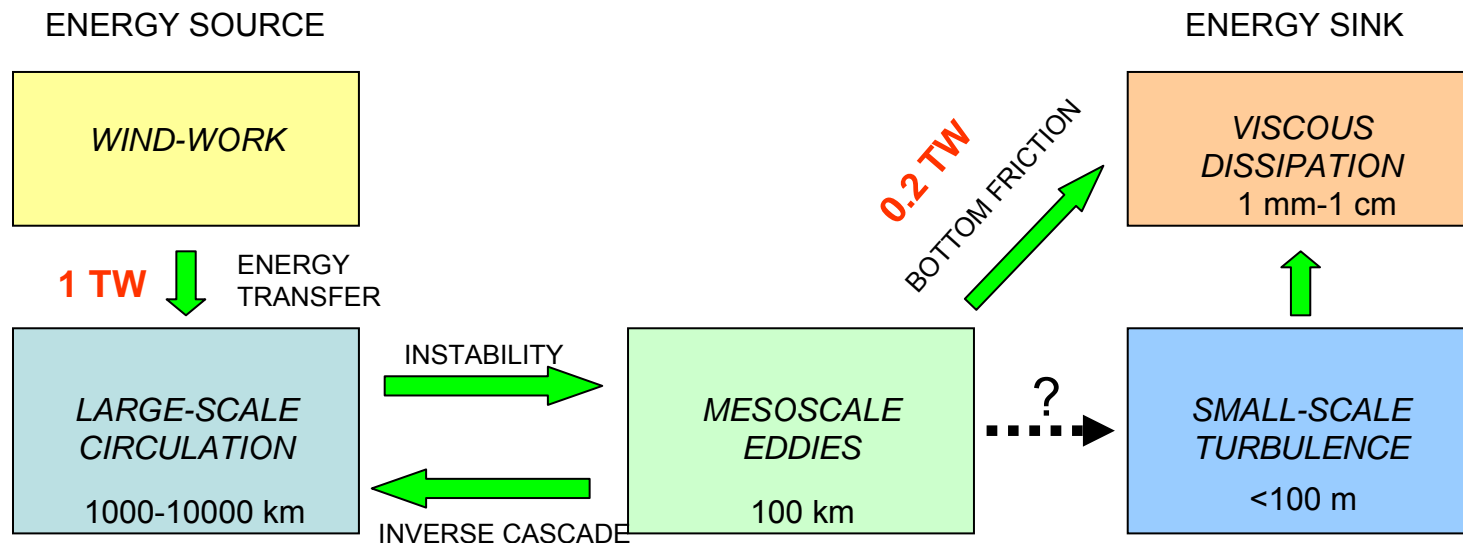 ENERGY SOURCE
ENERGY SINK
WIND-WORK
VISCOUS
DISSIPATION
1 mm-1 cm
0.2 TW
BOTTOM FRICTION
1 TW
ENERGY
TRANSFER
INSTABILITY
LARGE-SCALE
CIRCULATION
1000-10000 km
MESOSCALE
EDDIES
100 km
?
SMALL-SCALE
TURBULENCE
<100 m
INVERSE CASCADE